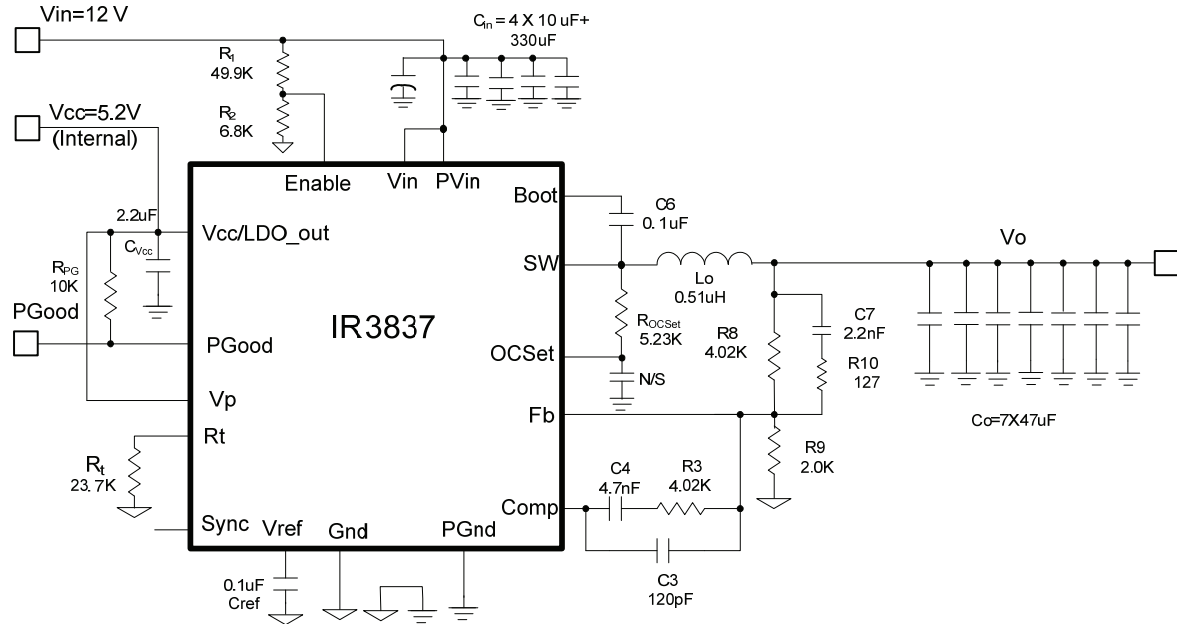 Vin=12 V
Cin = 4 X 10 uF+
330uF
R1
49.9K
R2
6.8K
Vcc=5.2V
(Internal)
Enable
Vin
PVin
Boot
C6
0.1uF
2.2uF
Vcc/LDO_out
CVcc
SW
Lo
0.51uH
Vo
RPG
10K
PGood
IR3837
PGood
ROCSet
5.23K
OCSet
N/S
R8
4.02K
C7
2.2nF
R10
127
Vp
Fb
Co=7X47uF
Rt
Rt
23.7K
R9
2.0K
C4
4.7nF
R3
4.02K
Comp
Sync
Vref
Gnd
PGnd
0.1uF
Cref
C3
120pF